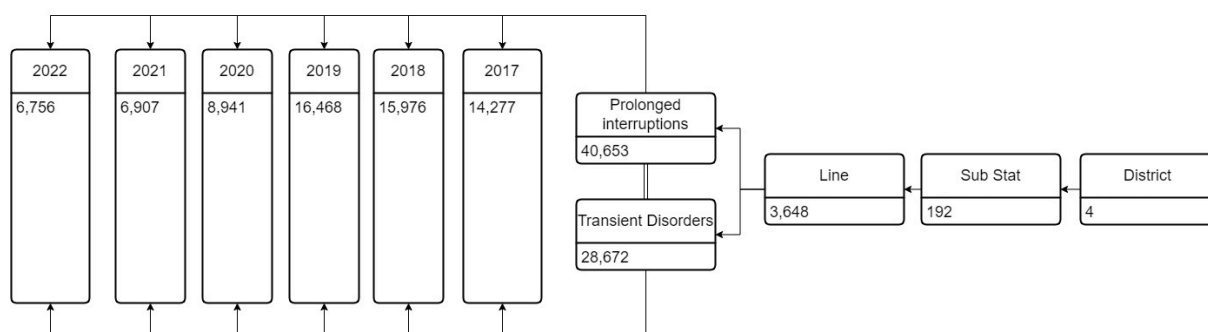 2022
6,756
2021
6,907
2020
8,941
2019
16,468
2018
15,976
2017
14,277
Prolonged
interruptions
40,653
Transient Disorders
28,672
Line
3,648
Sub Stat
192
District
4